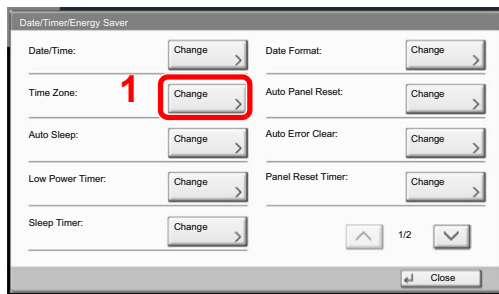 Date/Timer/Energy Saver
Date/Time: Change Date Format: Change
Time Zone: 1 Change Auto Panel Reset: Change
Auto Sleep: Change Auto Error Clear: Change
Low Power Timer: Change Panel Reset Timer: Change
Sleep Timer: Change 1/2
Close